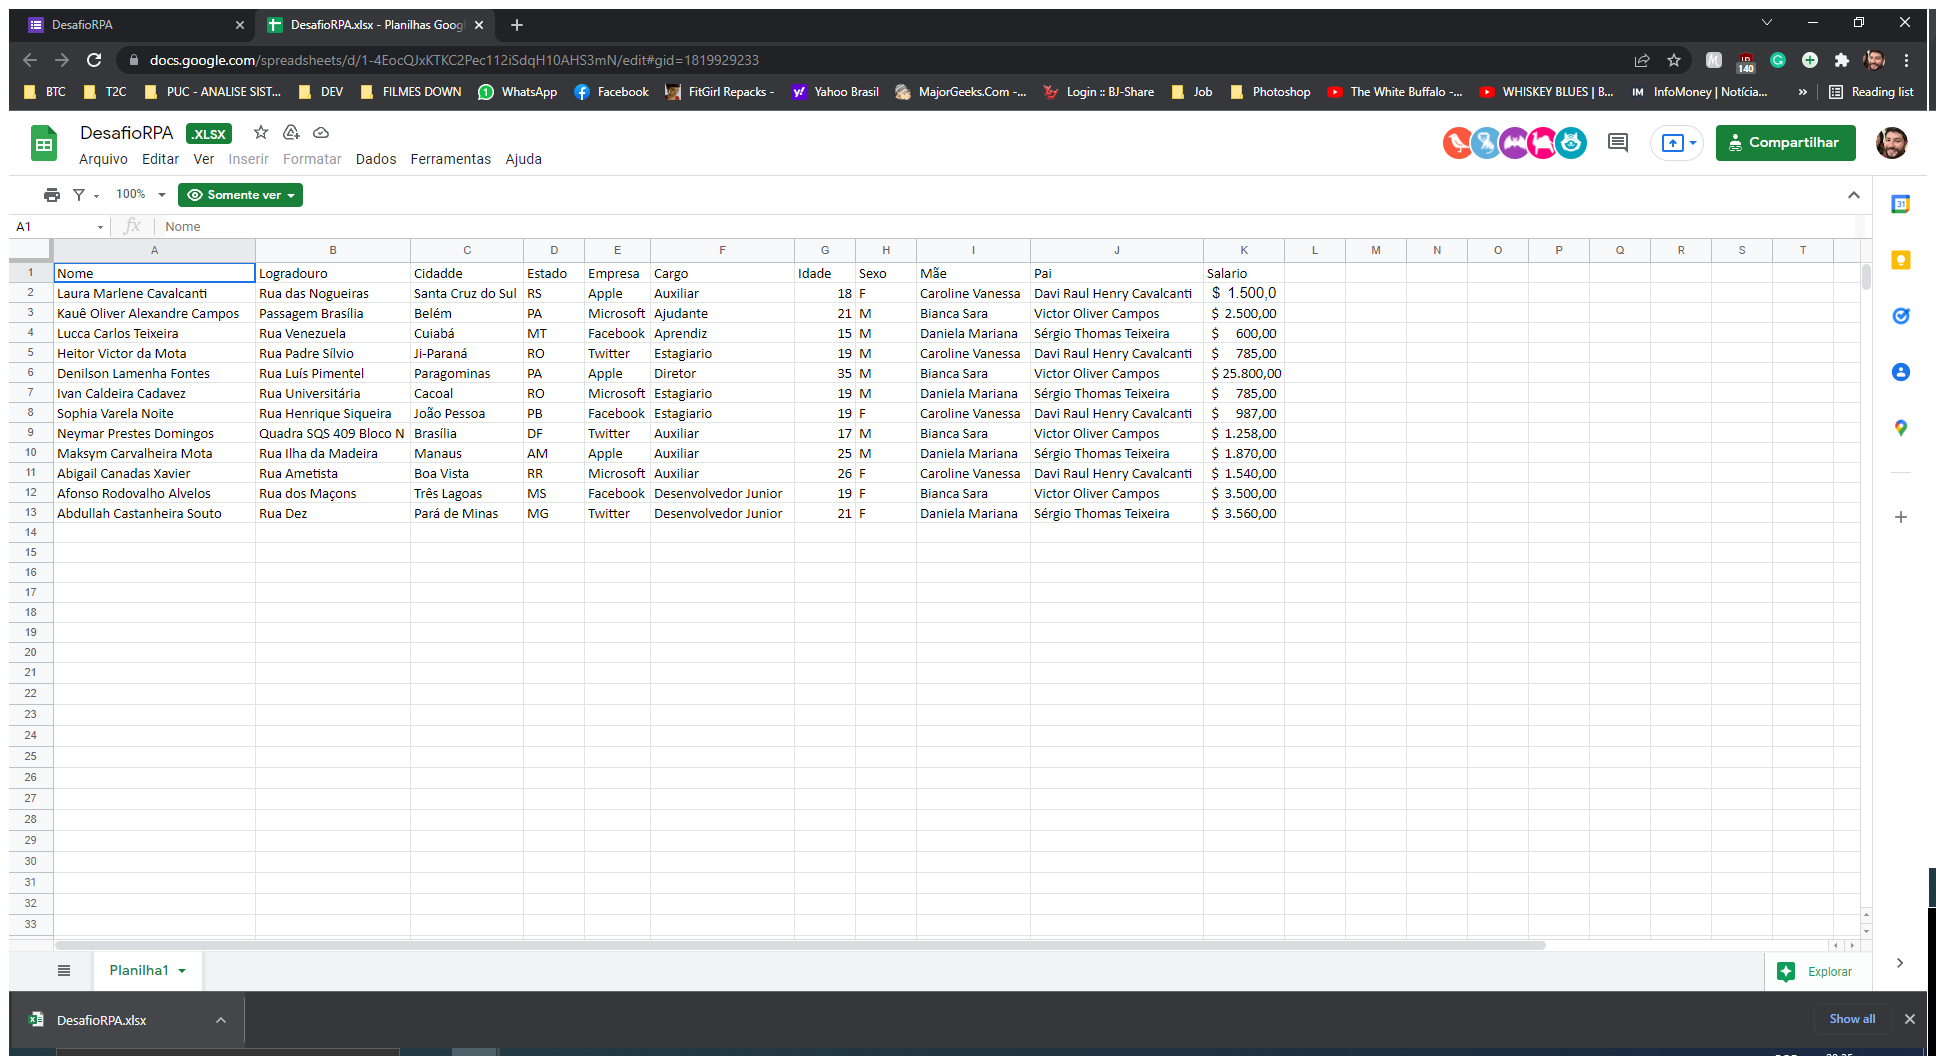 DesafioRPA
DesafioRPA.xlsx - Planilhas Goog
docs.google.com/spreadsheets/d/1-4EocQJxKTKC2Pec112iSdqH10AHS3mN/edit#gid=1819929233
140
BTC T2C PUC - ANALISE SIST... DEV FILMES DOWN WhatsApp Facebook FitGirl Repacks - Yahoo Brasil MajorGeeks.Com -... Login :: BJ-Share Job Photoshop The White Buffalo -... WHISKEY BLUES | B... IM InfoMoney | Notícia... » Reading list
DesafioRPA .XLSX
Arquivo Editar Ver Inserir Formatar Dados Ferramentas Ajuda
Compartilhar
100% Somente ver
31
A1 fx Nome
A B C D E F G H I J K L M N O P Q R S T
1 Nome Logradouro Cidadde Estado Empresa Cargo Idade Sexo Mãe Pai Salario
2 Laura Marlene Cavalcanti Rua das Nogueiras Santa Cruz do Sul RS Apple Auxiliar 18 F Caroline Vanessa Davi Raul Henry Cavalcanti $ 1.500,0
3 Kauê Oliver Alexandre Campos Passagem Brasília Belém PA Microsoft Ajudante 21 M Bianca Sara Victor Oliver Campos $ 2.500,00
4 Lucca Carlos Teixeira Rua Venezuela Cuiabá MT Facebook Aprendiz 15 M Daniela Mariana Sérgio Thomas Teixeira $ 600,00
5 Heitor Victor da Mota Rua Padre Sílvio Ji-Paraná RO Twitter Estagiario 19 M Caroline Vanessa Davi Raul Henry Cavalcanti $ 785,00
6 Denilson Lamenha Fontes Rua Luís Pimentel Paragominas PA Apple Diretor 35 M Bianca Sara Victor Oliver Campos $ 25.800,00
7 Ivan Caldeira Cadavez Rua Universitária Cacoal RO Microsoft Estagiario 19 M Daniela Mariana Sérgio Thomas Teixeira $ 785,00
8 Sophia Varela Noite Rua Henrique Siqueira João Pessoa PB Facebook Estagiario 19 F Caroline Vanessa Davi Raul Henry Cavalcanti $ 987,00
9 Neymar Prestes Domingos Quadra SQS 409 Bloco N Brasília DF Twitter Auxiliar 17 M Bianca Sara Victor Oliver Campos $ 1.258,00
10 Maksym Carvalheira Mota Rua Ilha da Madeira Manaus AM Apple Auxiliar 25 M Daniela Mariana Sérgio Thomas Teixeira $ 1.870,00
11 Abigail Canadas Xavier Rua Ametista Boa Vista RR Microsoft Auxiliar 26 F Caroline Vanessa Davi Raul Henry Cavalcanti $ 1.540,00
12 Afonso Rodovalho Alvelos Rua dos Maçons Três Lagoas MS Facebook Desenvolvedor Junior 19 F Bianca Sara Victor Oliver Campos $ 3.500,00
13 Abdullah Castanheira Souto Rua Dez Pará de Minas MG Twitter Desenvolvedor Junior 21 F Daniela Mariana Sérgio Thomas Teixeira $ 3.560,00
14
15
16
17
18
19
20
21
22
23
24
25
26
27
28
29
30
31
32
33
Planilha1 Explorar
DesafioRPA.xlsx Show all